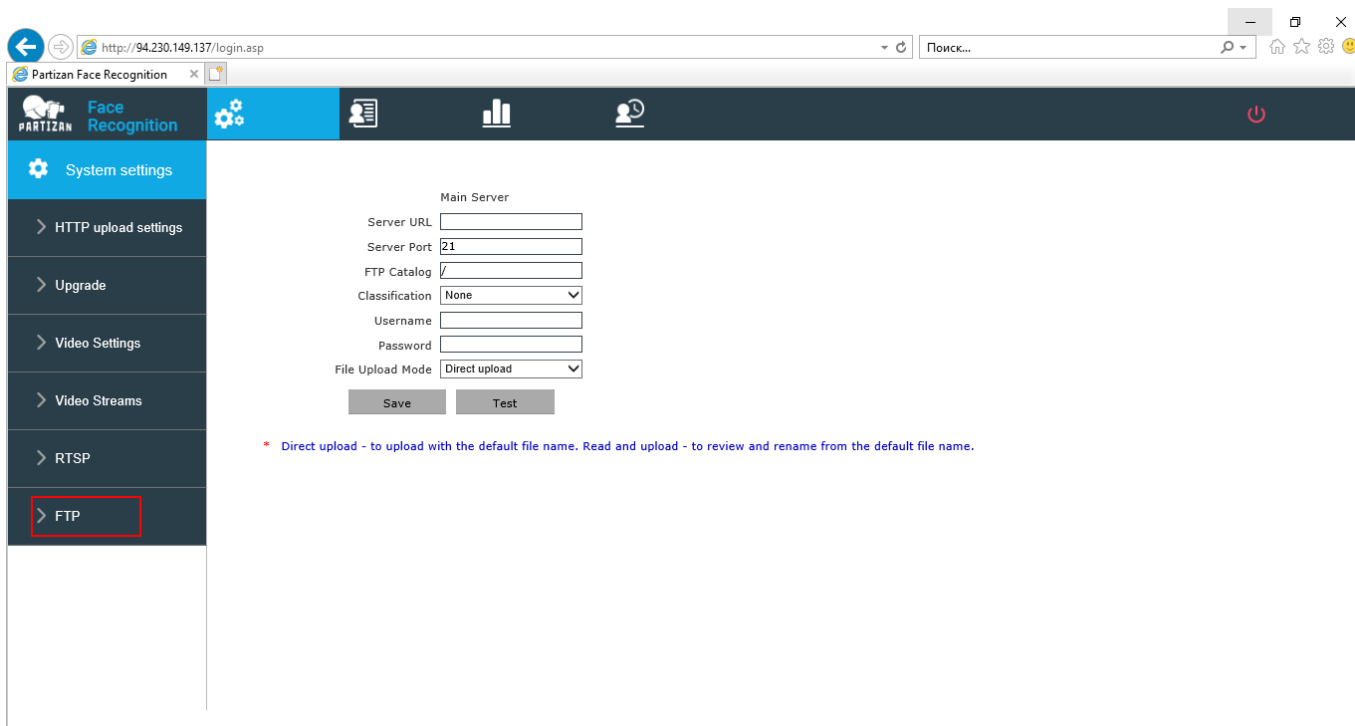 http://94.230.149.137/login.asp
Поиск...
Partizan Face Recognition
PARTIZAN
Face
Recognition
System settings
HTTP upload settings
Upgrade
Video Settings
Video Streams
RTSP
FTP
Main Server
Server URL
Server Port 21
FTP Catalog /
Classification None
Username
Password
File Upload Mode Direct upload
Save Test
* Direct upload - to upload with the default file name. Read and upload - to review and rename from the default file name.